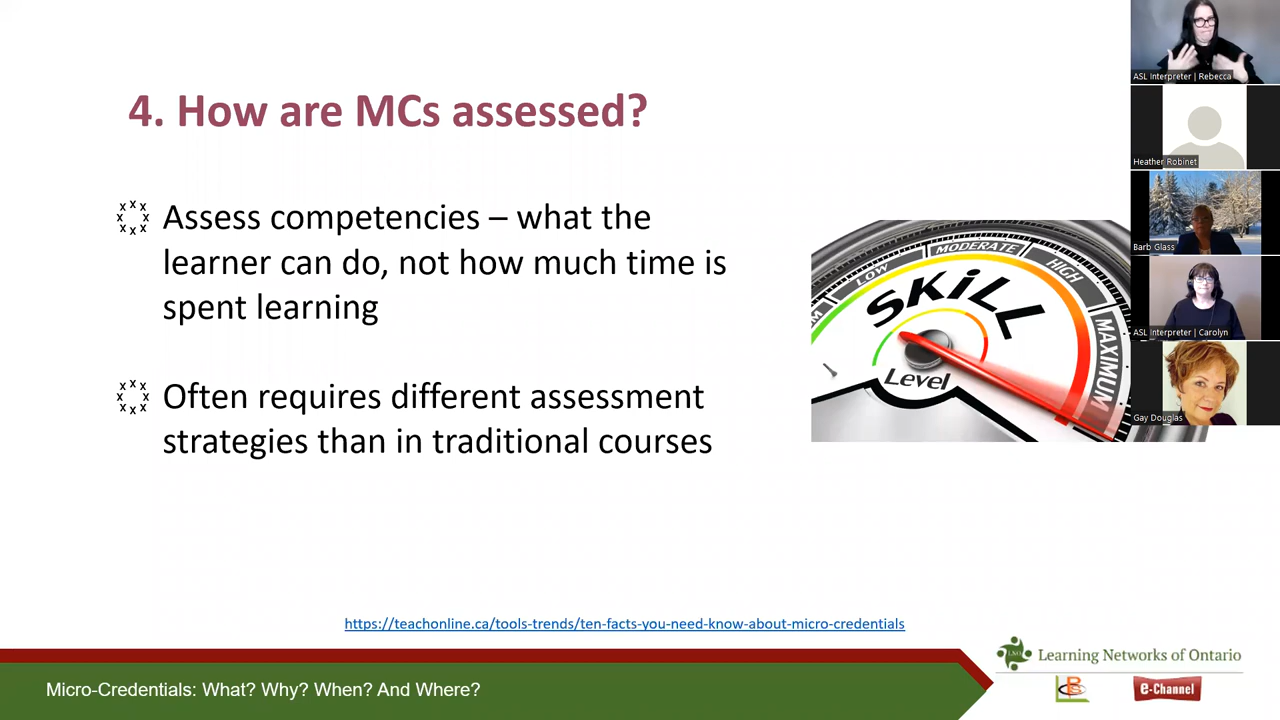 4. How are MCs assessed?
Assess competencies – what the
learner can do, not how much time is
spent learning
Often requires different assessment
strategies than in traditional courses
LOW
MODERATE
HIGH
MAXIMUM
SKiLL
Level
https://teachonline.ca/tools-trends/ten-facts-you-need-know-about-micro-credentials
Micro-Credentials: What? Why? When? And Where?
Learning Networks of Ontario
e-Channel
ASL Interpreter | Rebecca
Heather Robinet
Barb Glass
ASL Interpreter | Carolyn
Gay Douglas